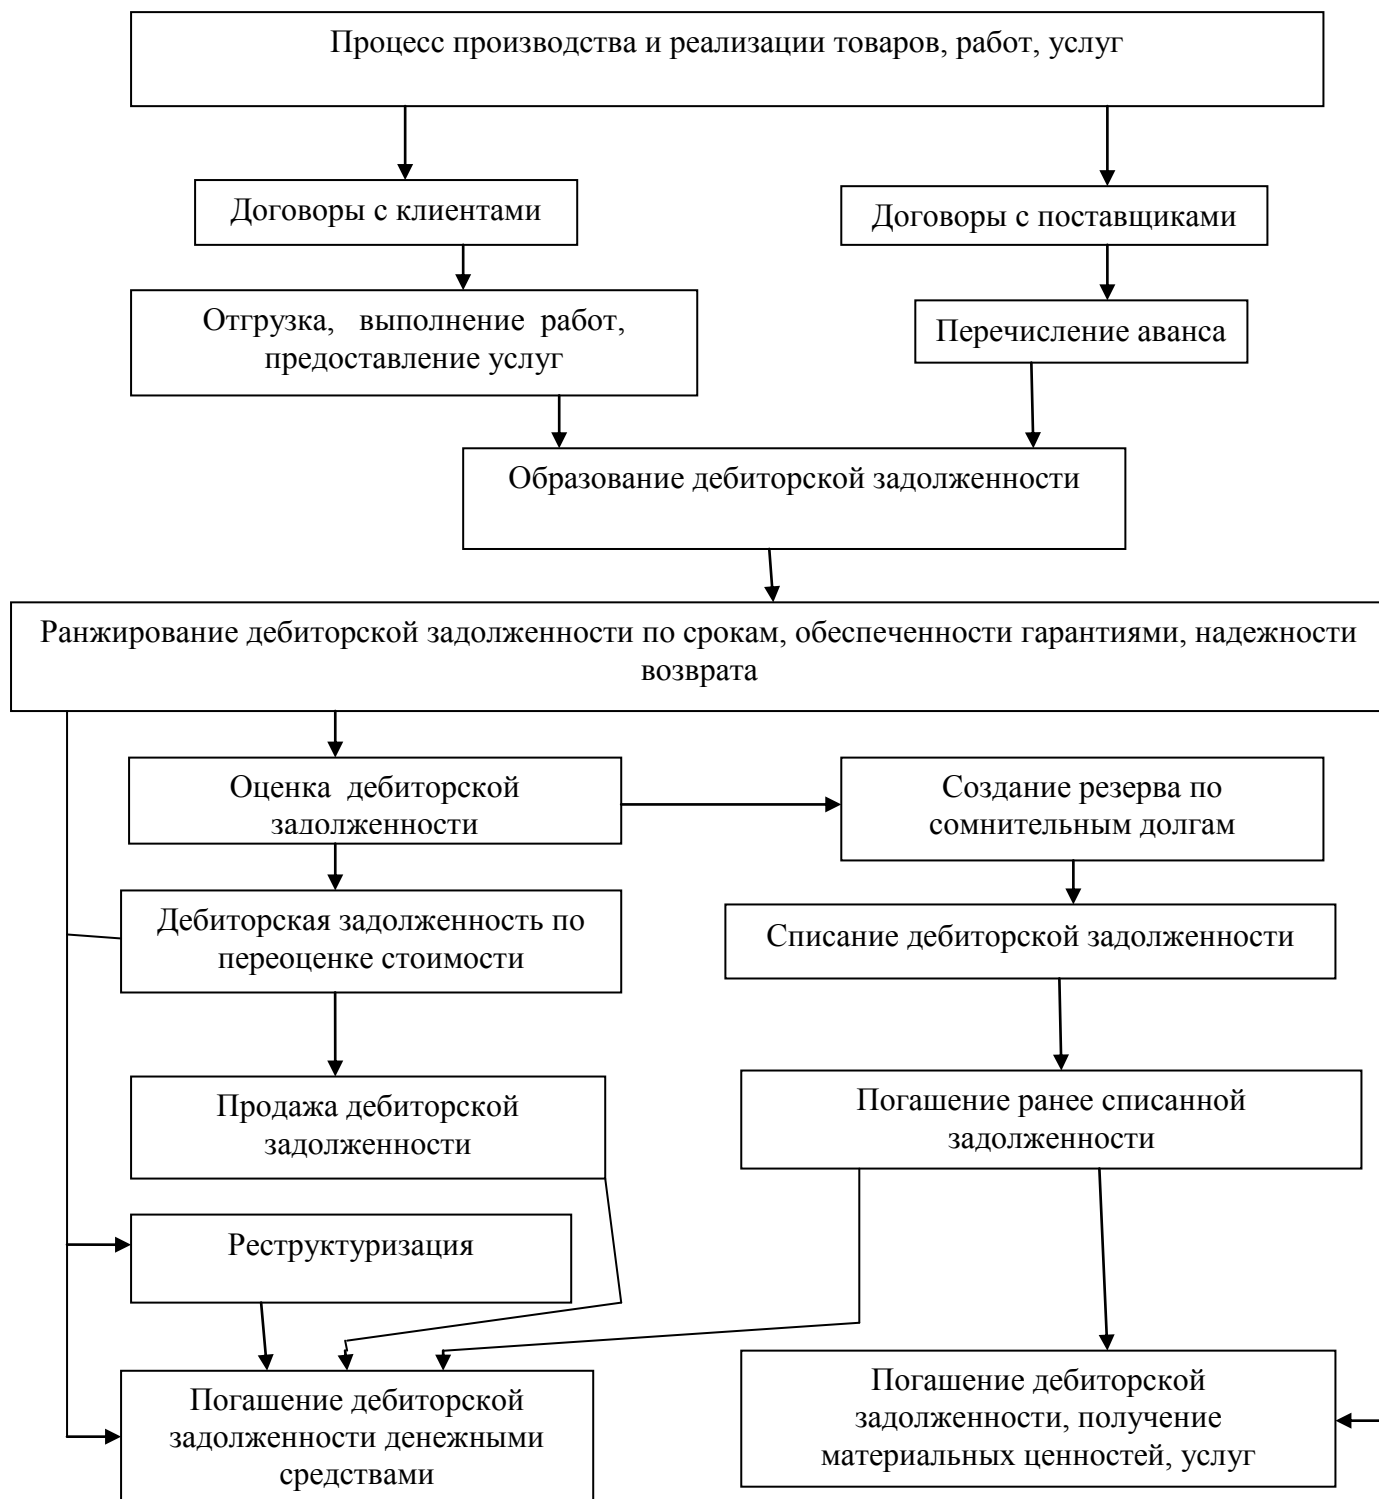 Процесс производства и реализации товаров, работ, услуг
Договоры с клиентами
Договоры с поставщиками
Отгрузка, выполнение работ,
предоставление услуг
Перечисление аванса
Образование дебиторской задолженности
Ранжирование дебиторской задолженности по срокам, обеспеченности гарантиями, надежности
возврата
Оценка дебиторской
задолженности
Создание резерва по
сомнительным долгам
Дебиторская задолженность по
переоценке стоимости
Списание дебиторской задолженности
Продажа дебиторской
задолженности
Погашение ранее списанной
задолженности
Реструктуризация
Погашение дебиторской
задолженности денежными
средствами
Погашение дебиторской
задолженности, получение
материальных ценностей, услуг